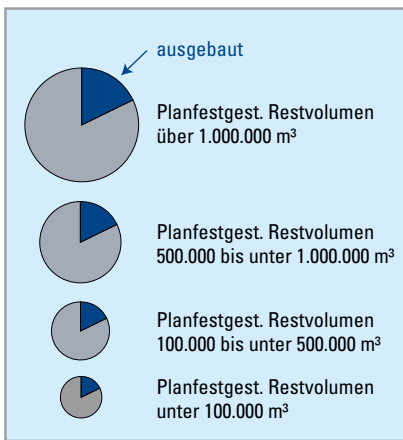 ausgebaut
Planfestgest. Restvolumen
über 1.000.000 m³
Planfestgest. Restvolumen
500.000 bis unter 1.000.000 m³
Planfestgest. Restvolumen
100.000 bis unter 500.000 m³
Planfestgest. Restvolumen
unter 100.000 m³